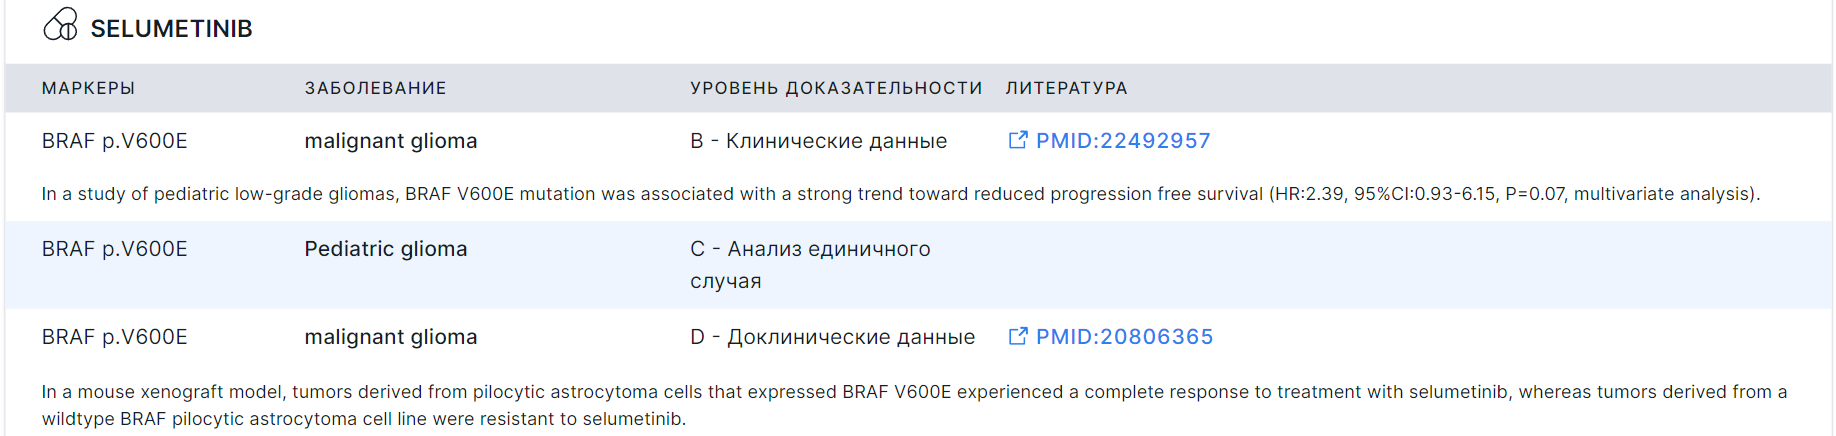 SELUMETINIB
МАРКЕРЫ ЗАБОЛЕВАНИЕ УРОВЕНЬ ДОКАЗАТЕЛЬНОСТИ ЛИТЕРАТУРА
BRAF p.V600E malignant glioma B - Клинические данные PMID:22492957
In a study of pediatric low-grade gliomas, BRAF V600E mutation was associated with a strong trend toward reduced progression free survival (HR:2.39, 95%CI:0.93-6.15, P=0.07, multivariate analysis).
BRAF p.V600E Pediatric glioma C - Анализ единичного
случая
BRAF p.V600E malignant glioma D - Доклинические данные PMID:20806365
In a mouse xenograft model, tumors derived from pilocytic astrocytoma cells that expressed BRAF V600E experienced a complete response to treatment with selumetinib, whereas tumors derived from a
wildtype BRAF pilocytic astrocytoma cell line were resistant to selumetinib.